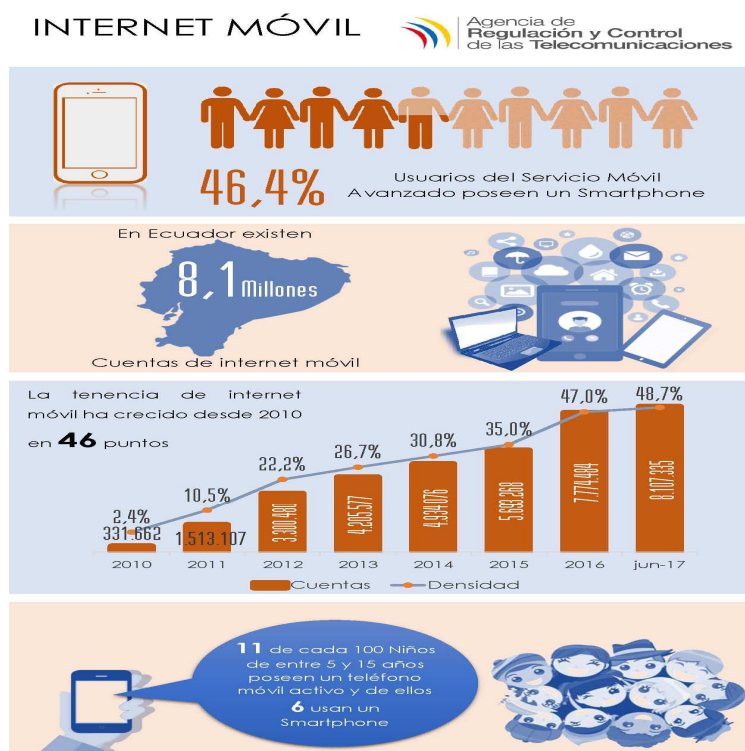 INTERNET MÓVIL
Agencia de
Regulación y Control
de las Telecomunicaciones
46,4%
Usuarios del Servicio Móvil
Avanzado poseen un Smartphone
En Ecuador existen
8,1 Millones
Cuentas de internet móvil
La tenencia de internet
móvil ha crecido desde 2010
en 46 puntos
2,4%
10,5%
22,2%
26,7%
30,8%
35,0%
47,0%
48,7%
331.662
1.513.107
3.300.480
4.205.577
4.934.076
5.693.268
7.774.484
8.107.335
2010
2011
2012
2013
2014
2015
2016
jun-17
Cuentas
Densidad
11 de cada 100 Niños
de entre 5 y 15 años
poseen un teléfono
móvil activo y de ellos
6 usan un
Smartphone